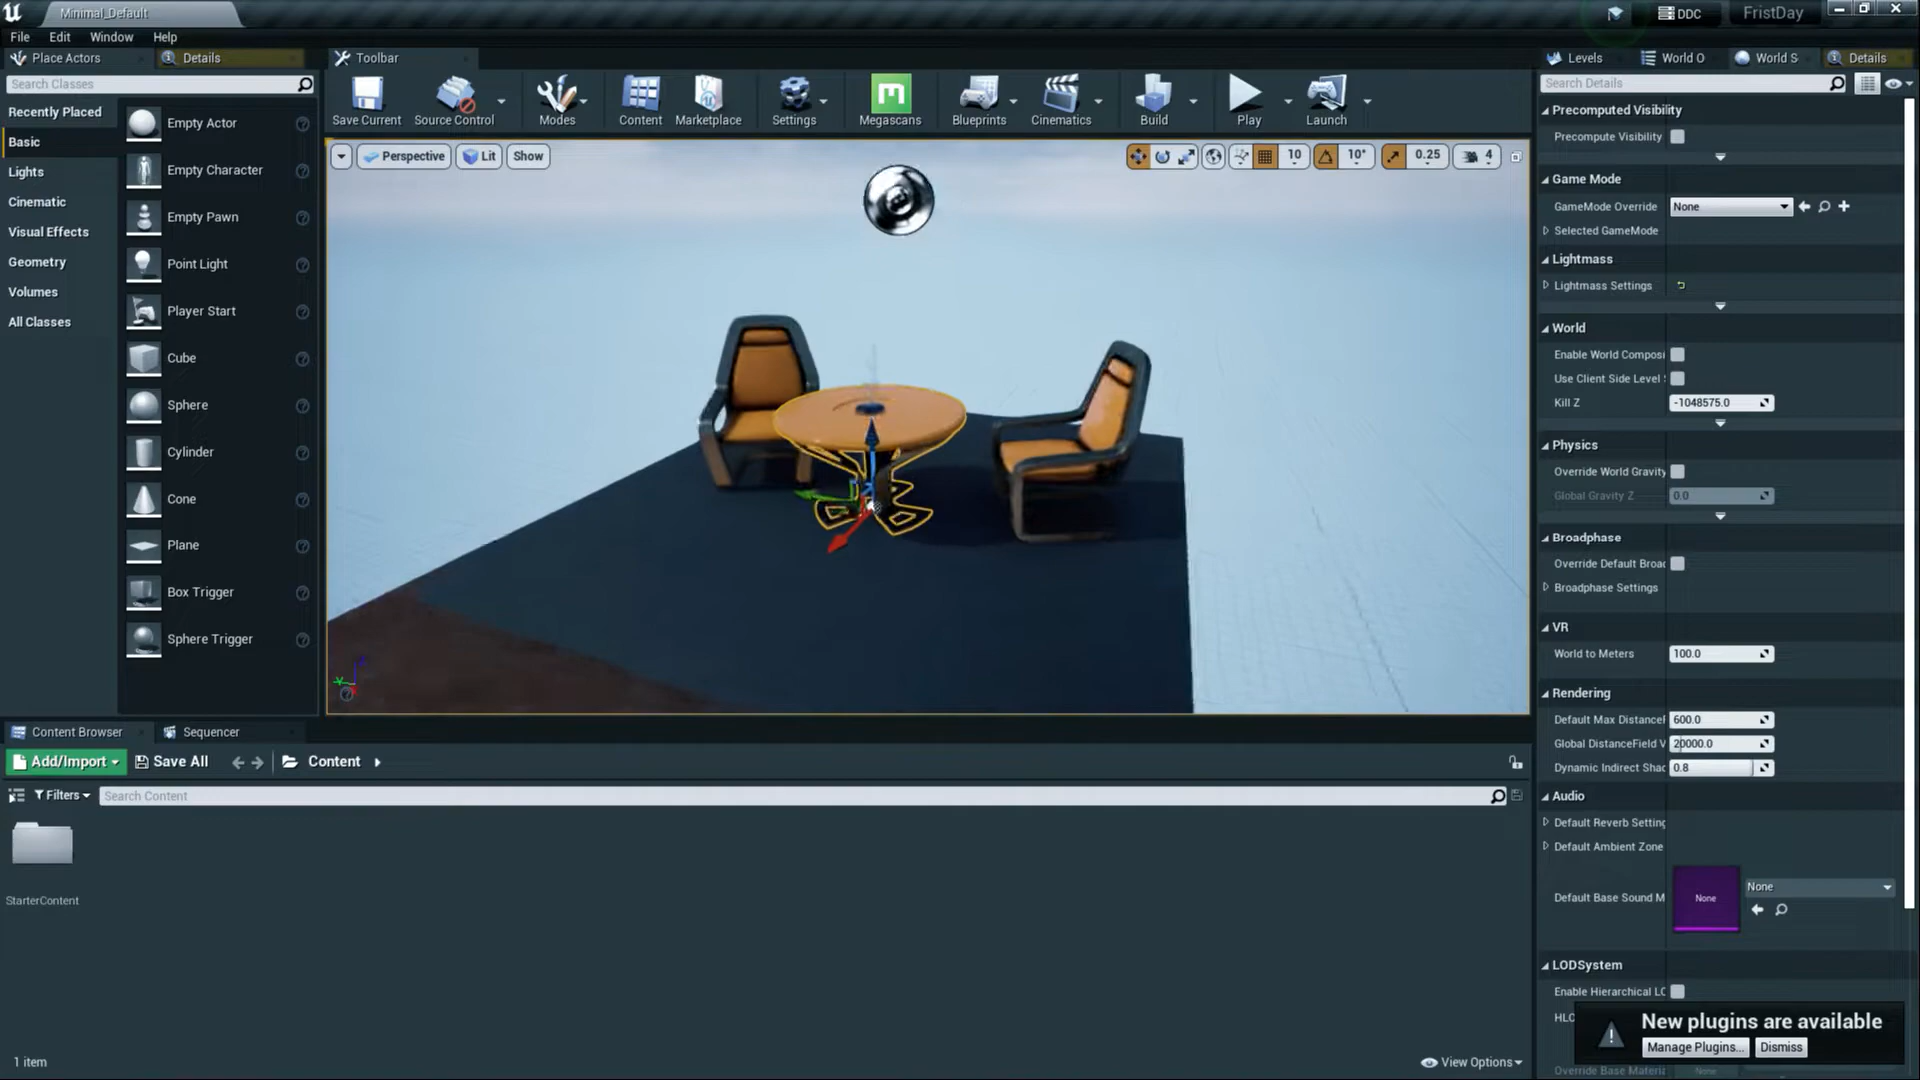 Minimal_Default
DDC
FristDay
File Edit Window Help
Place Actors
Details
Search Classes
Recently Placed
Basic
Lights
Cinematic
Visual Effects
Geometry
Volumes
All Classes
Empty Actor
Empty Character
Empty Pawn
Point Light
Player Start
Cube
Sphere
Cylinder
Cone
Plane
Box Trigger
Sphere Trigger
Toolbar
Save Current
Source Control
Modes
Content
Marketplace
Settings
Megascans
Blueprints
Cinematics
Build
Play
Launch
Perspective
Lit
Show
10
10°
0.25
4
Levels
World O
World S
Details
Search Details
Precomputed Visibility
Precompute Visibility
Game Mode
GameMode Override
None
Selected GameMode
Lightmass
Lightmass Settings
World
Enable World Composi
Use Client Side Level
Kill Z
-1048575.0
Physics
Override World Gravity
Global Gravity Z
0.0
Broadphase
Override Default Broa
Broadphase Settings
VR
World to Meters
100.0
Rendering
Default Max DistanceF
600.0
Global DistanceField V
20000.0
Dynamic Indirect Shac
0.8
Audio
Default Reverb Setting
Default Ambient Zone
Default Base Sound M
None
None
LODSystem
Enable Hierarchical LO
HLO
New plugins are available
Manage Plugins...
Dismiss
Override Base Materia
None
Content Browser
Sequencer
Add/Import
Save All
Content
Filters
Search Content
StarterContent
1 item
View Options